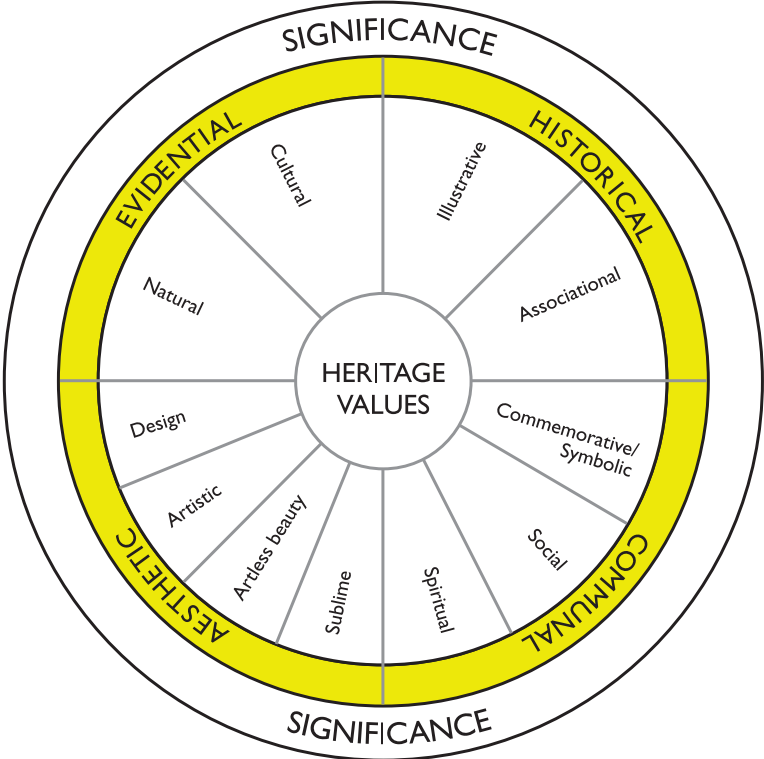 SIGNIFICANCE
EVIDENTIAL
HISTORICAL
Cultural
Illustrative
Natural
Associational
HERITAGE
VALUES
Design
Commemorative/
Symbolic
Artistic
Artless beauty
Sublime
Spiritual
Social
AESTHETIC
COMMUNAL
SIGNIFICANCE